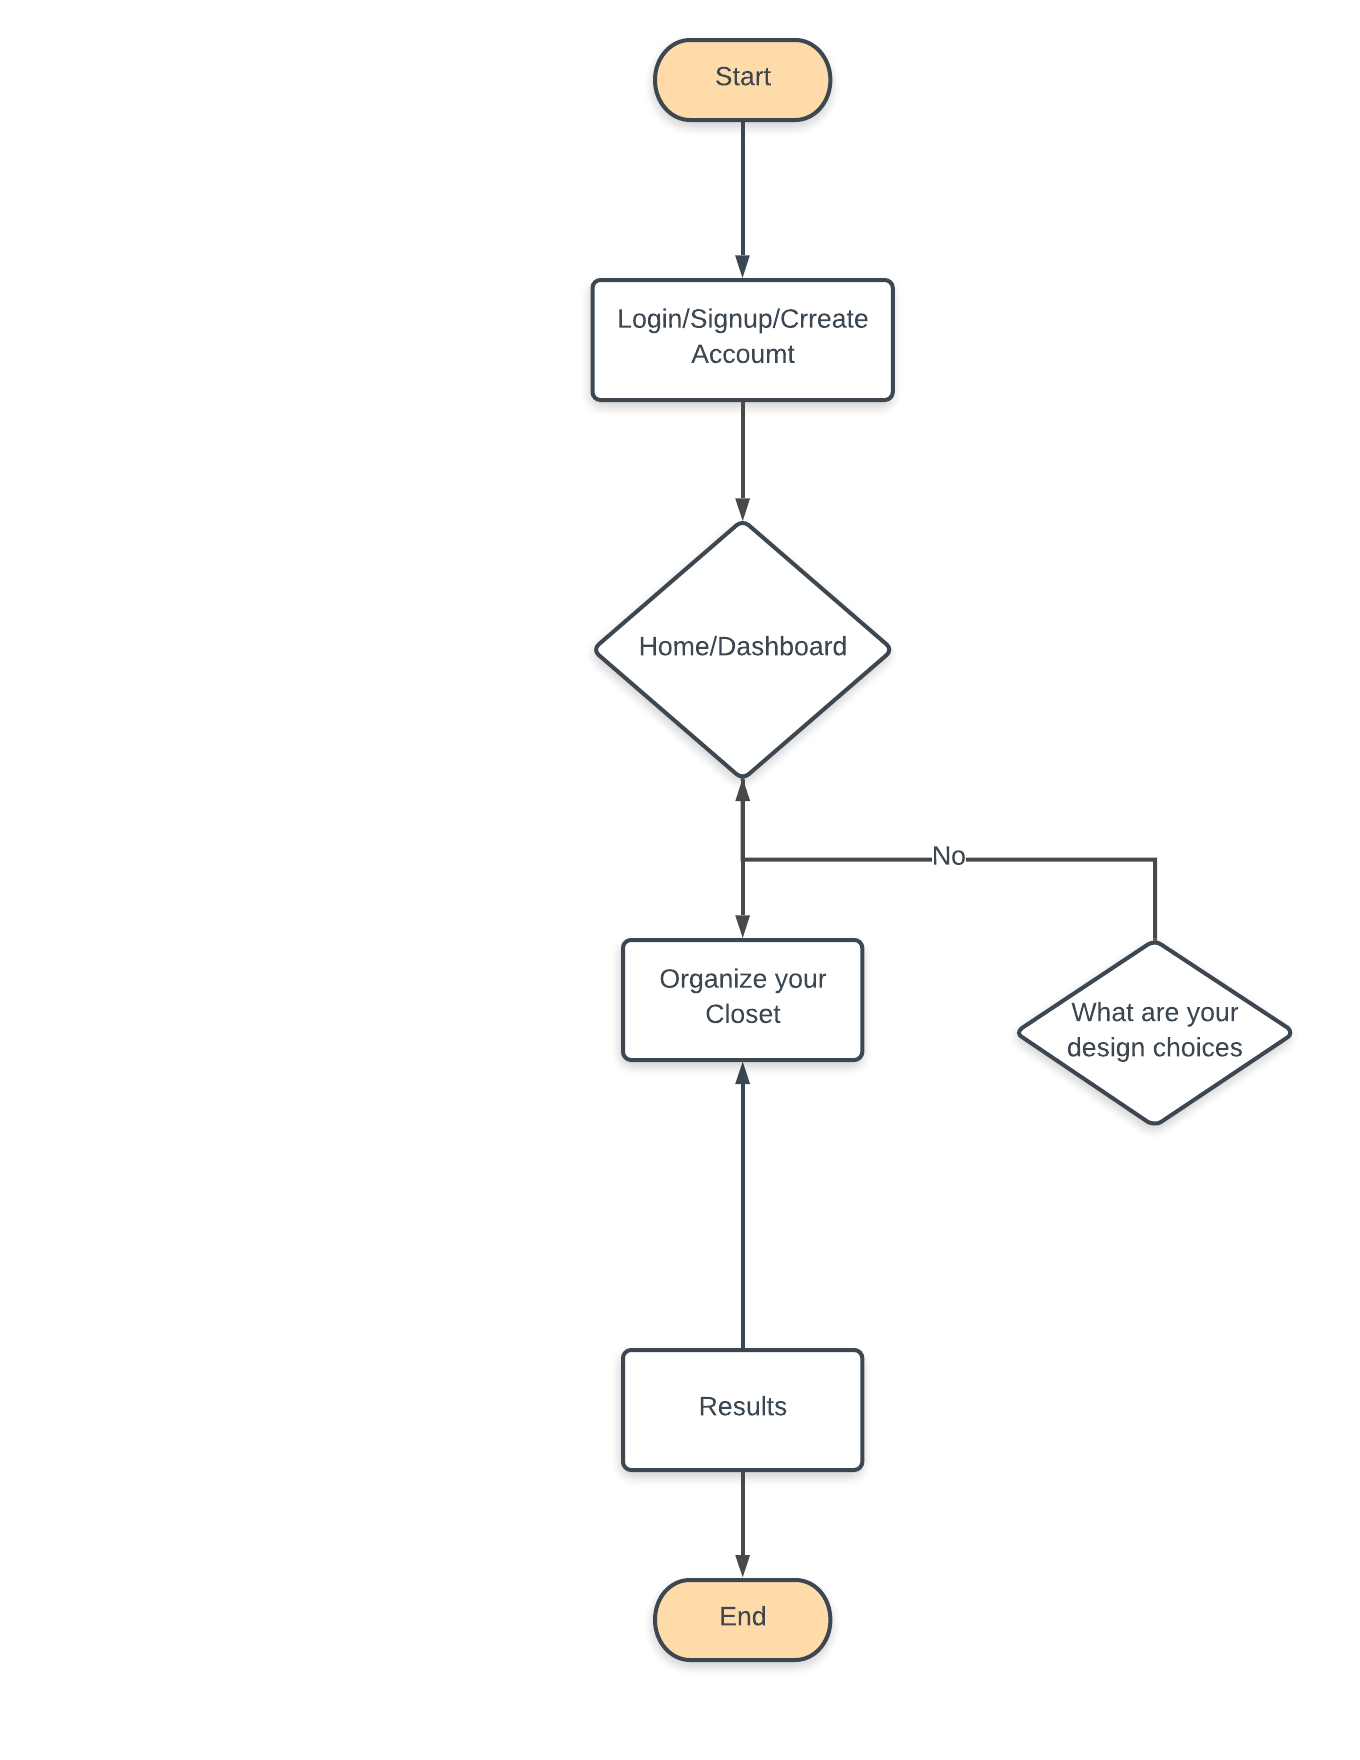 Start
Login/Signup/Crreate
Accoumt
Home/Dashboard
No
Organize your
Closet
What are your
design choices
Results
End